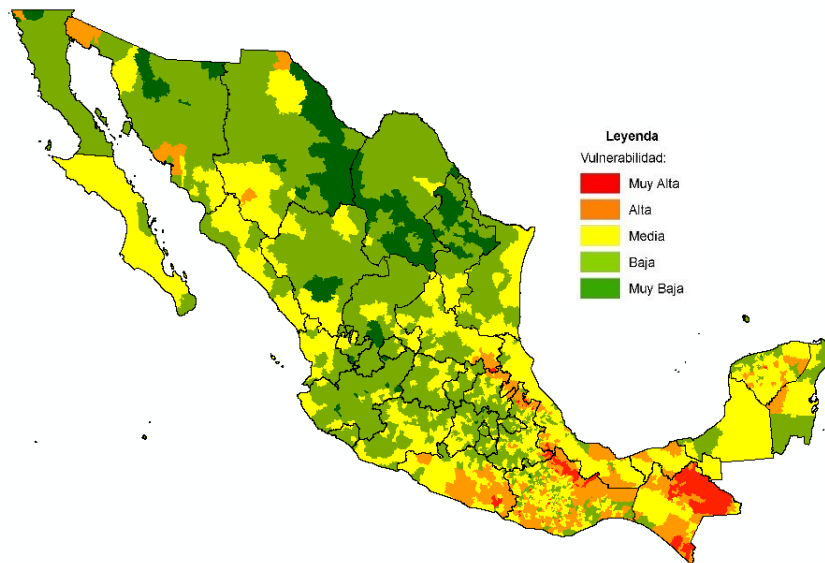 Leyenda
Vulnerabilidad:
Muy Alta
Alta
Media
Baja
Muy Baja